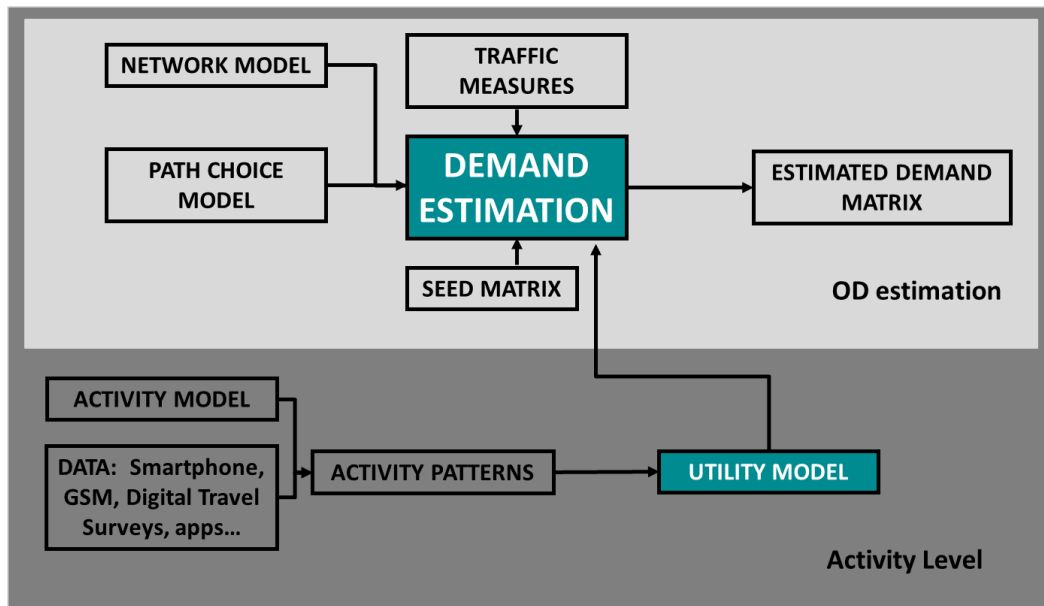 NETWORK MODEL
TRAFFIC
MEASURES
PATH CHOICE
MODEL
DEMAND
ESTIMATION
ESTIMATED DEMAND
MATRIX
SEED MATRIX
OD estimation
ACTIVITY MODEL
DATA: Smartphone,
GSM, Digital Travel
Surveys, apps...
ACTIVITY PATTERNS
UTILITY MODEL
Activity Level